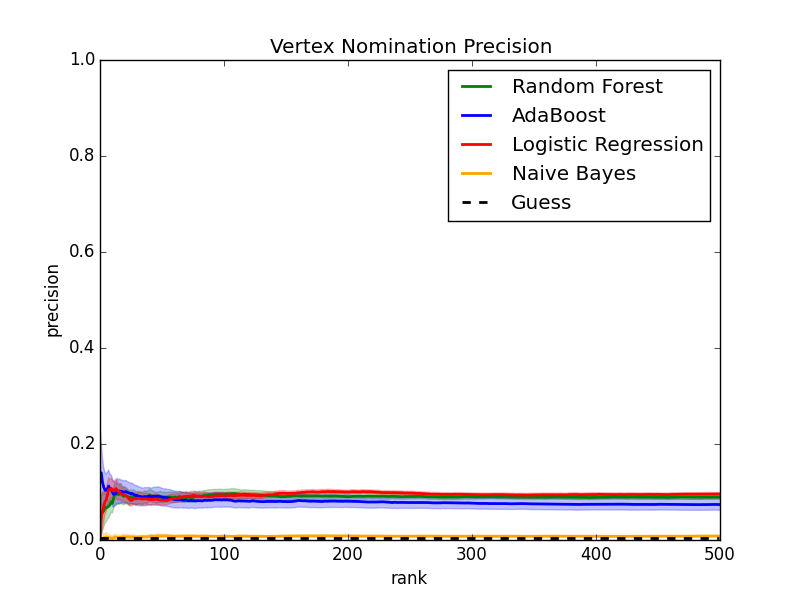 Vertex Nomination Precision
1.0
0.8
0.6
0.4
0.2
0.0
precision
Random Forest
AdaBoost
Logistic Regression
Naive Bayes
Guess
0 100 200 300 400 500
rank